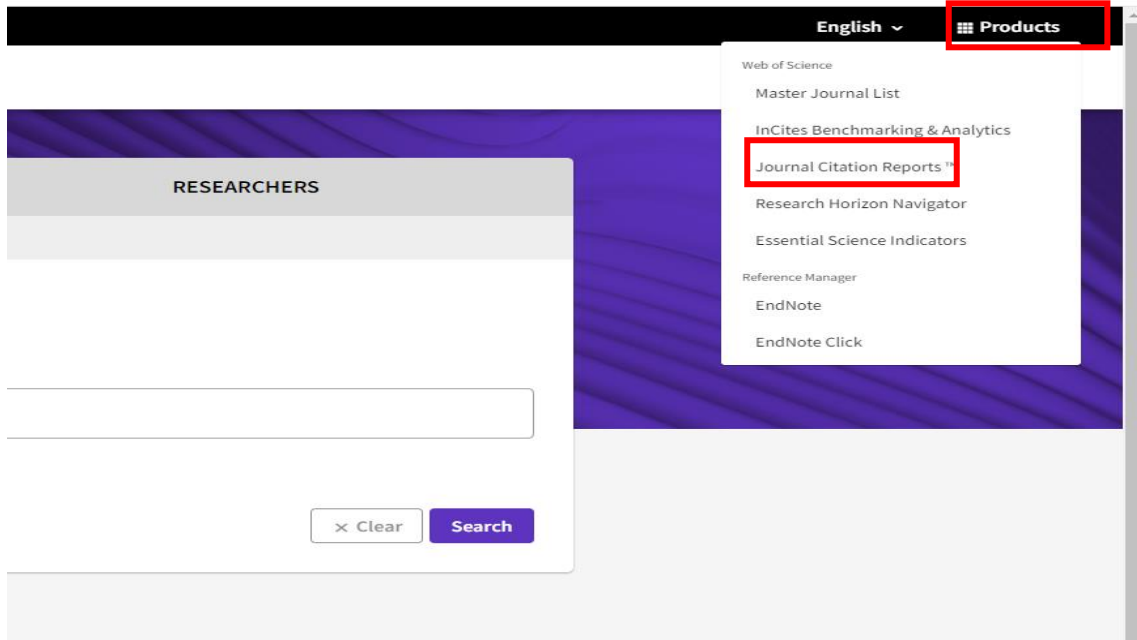 English
Products
Web of Science
Master Journal List
InCites Benchmarking & Analytics
Journal Citation Reports ™
Research Horizon Navigator
Essential Science Indicators
Reference Manager
EndNote
EndNote Click
RESEARCHERS
× Clear
Search